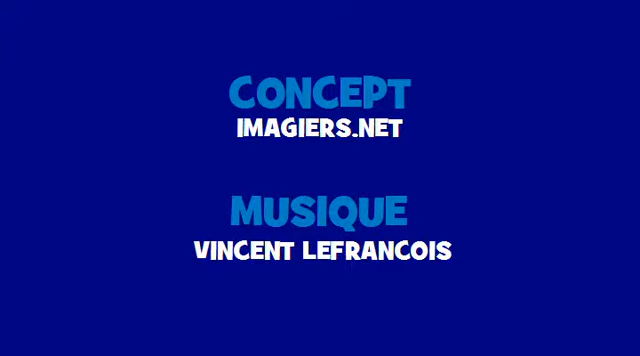 CONCEPT
IMAGIERS.NET
MUSIQUE
VINCENT LEFRANCOIS